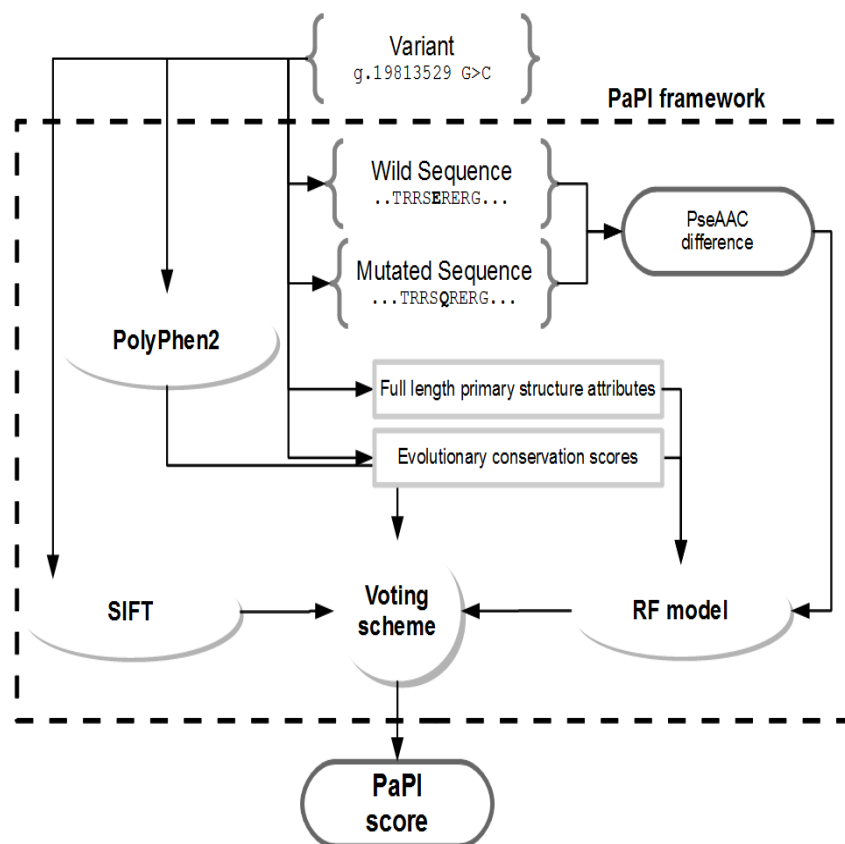 Variant
g.19813529 G>C
PaPI framework
Wild Sequence
..TRRSERERG...
PseAAC
difference
Mutated Sequence
...TRRSQRERG...
PolyPhen2
Full length primary structure attributes
Evolutionary conservation scores
SIFT
Voting
scheme
RF model
PaPI
score